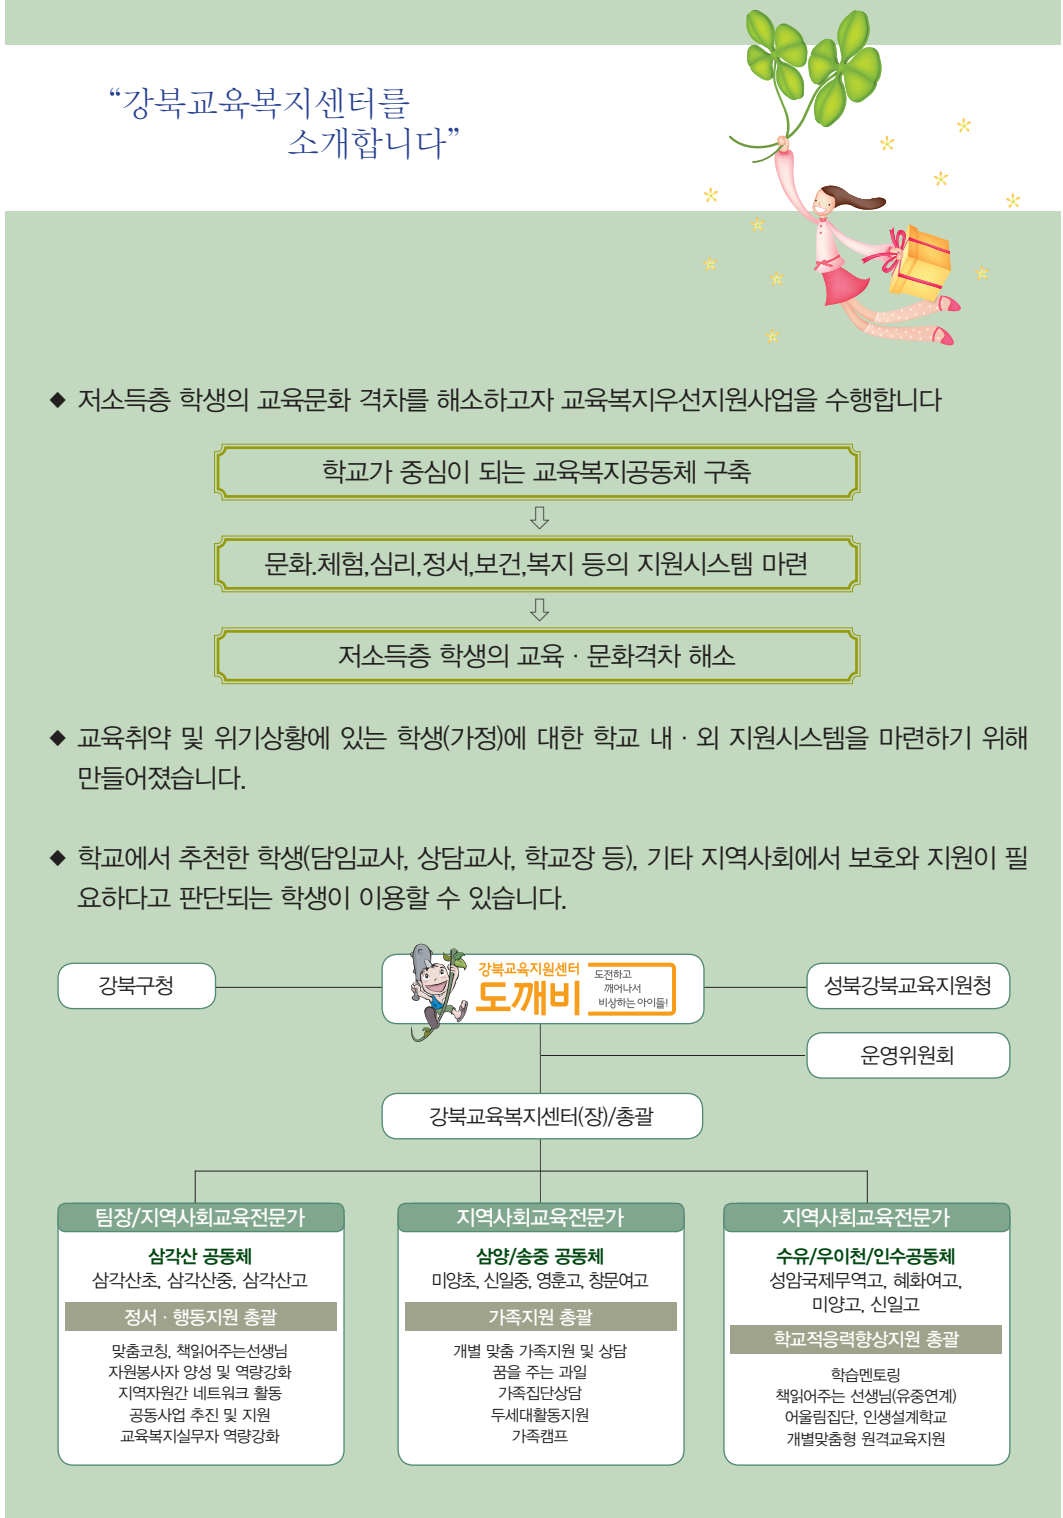 “강북교육복지센터를
소개합니다”
◆ 저소득층 학생의 교육문화 격차를 해소하고자 교육복지우선지원사업을 수행합니다
학교가 중심이 되는 교육복지공동체 구축
⇩
문화.체험,심리,정서,보건,복지 등의 지원시스템 마련
⇩
저소득층 학생의 교육 · 문화격차 해소
◆ 교육취약 및 위기상황에 있는 학생(가정)에 대한 학교 내 · 외 지원시스템을 마련하기 위해
만들어졌습니다.
◆ 학교에서 추천한 학생(담임교사, 상담교사, 학교장 등), 기타 지역사회에서 보호와 지원이 필
요하다고 판단되는 학생이 이용할 수 있습니다.
강북구청
강북교육지원센터
도깨비
도전하고
깨어나서
비상하는 아이들!
성북강북교육지원청
운영위원회
강북교육복지센터(장)/총괄
팀장/지역사회교육전문가
삼각산 공동체
삼각산초, 삼각산중, 삼각산고
정서 · 행동지원 총괄
맞춤코칭, 책읽어주는선생님
자원봉사자 양성 및 역량강화
지역자원간 네트워크 활동
공동사업 추진 및 지원
교육복지실무자 역량강화
지역사회교육전문가
삼양/송중 공동체
미양초, 신일중, 영훈고, 창문여고
가족지원 총괄
개별 맞춤 가족지원 및 상담
꿈을 주는 과일
가족집단상담
두세대활동지원
가족캠프
지역사회교육전문가
수유/우이천/인수공동체
성암국제무역고, 혜화여고,
미양고, 신일고
학교적응력향상지원 총괄
학습멘토링
책읽어주는 선생님(유중연계)
어울림집단, 인생설계학교
개별맞춤형 원격교육지원